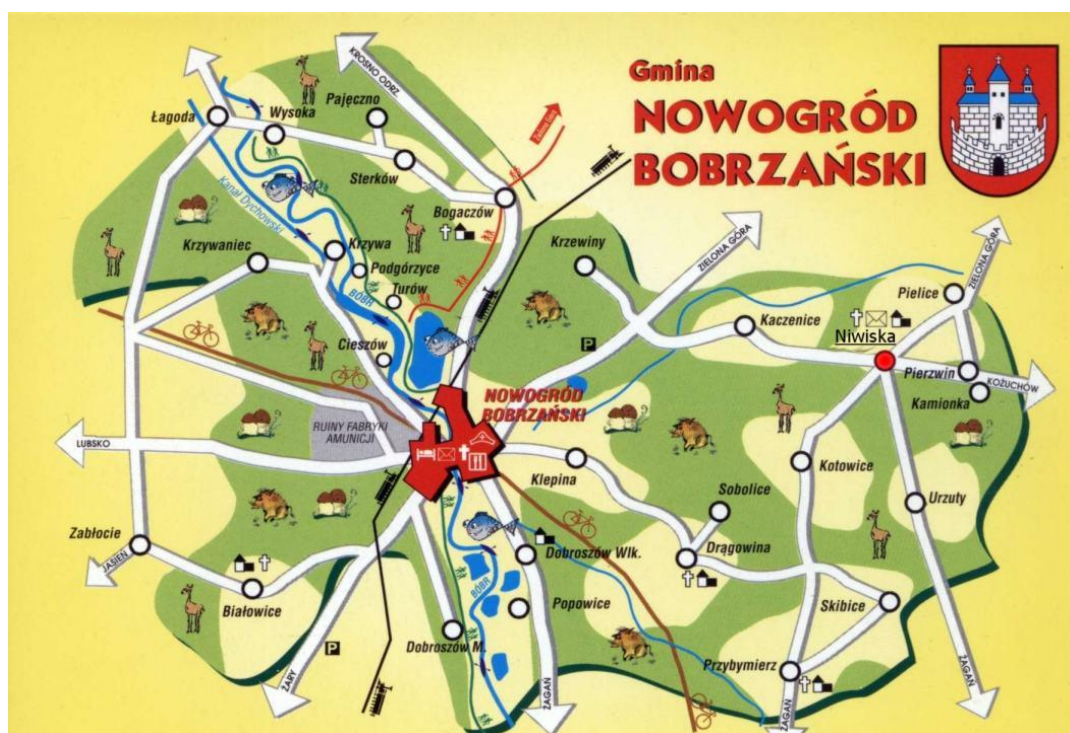 Gmina
NOWOGRÓD
BOBRZAŃSKI
KROSNO ODRZ.
Łagoda
Wysoka
Pajęczno
Zielona Góra
Sterków
Kanał Dychowski
Bogaczów
Krzywaniec
Krzywa
Podgórzyce
Turów
BÓBR
Cieszów
Krzewiny
ZIELONA GÓRA
ZIELONA GÓRA
Pielice
Kaczenice
Niwiska
P
Pierzwin
KOŻUCHÓW
Kamionka
NOWOGRÓD
BOBRZAŃSKI
RUINY FABRYKI
AMUNICJI
LUBSKO
Klepina
Kotowice
Sobolice
Urzuty
Zabłocie
JASIEŃ
Dobroszów Wlk.
Drągowina
BÓBR
Białowice
Popowice
Skibice
P
Dobroszów M.
Przybymierz
ŻARY
ŻAGAŃ
ŻAGAŃ
ŻAGAŃ